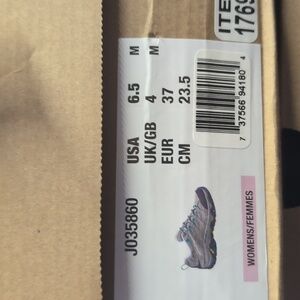 J035860
USA 6.5 M
UK/GB 4 M
EUR 37
CM 23.5
7 37566 94180 4
WOMENS/FEMMES
ITE
1769